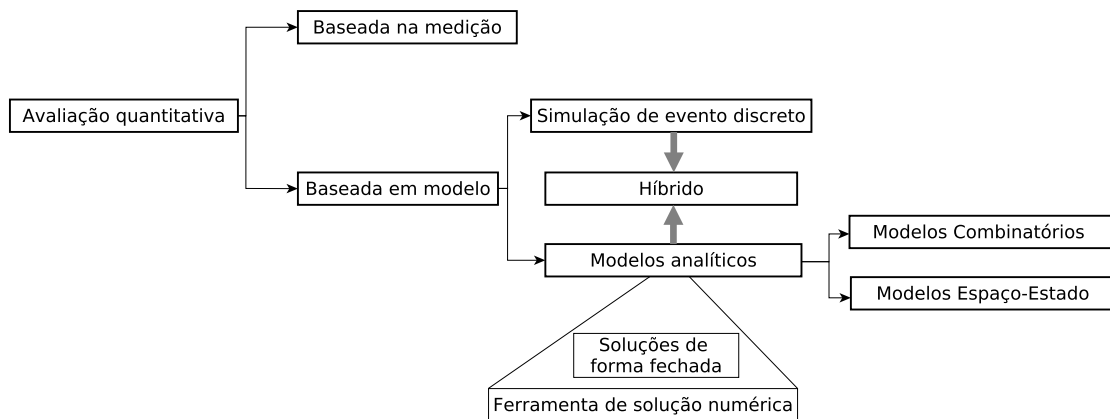 Baseada na medição
Avaliação quantitativa
Simulação de evento discreto
Baseada em modelo
Híbrido
Modelos Combinatórios
Modelos analíticos
Modelos Espaço-Estado
Soluções de
forma fechada
Ferramenta de solução numérica